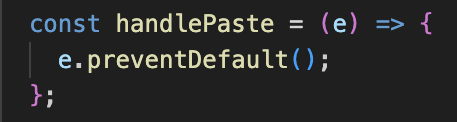 const handlePaste = (e) => {
  e.preventDefault();
};